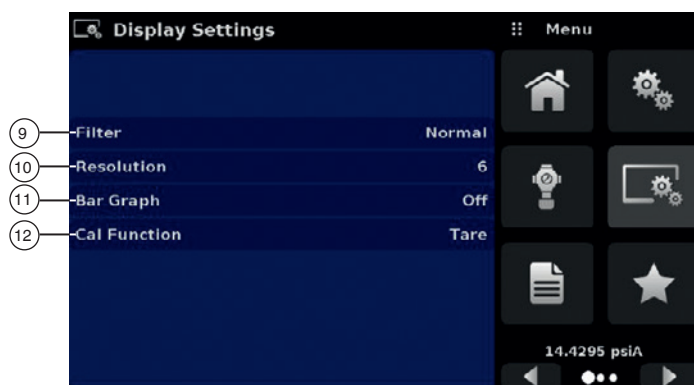 Display Settings
Menu
9 Filter Normal
10 Resolution 6
11 Bar Graph Off
12 Cal Function Tare
14.4295 psiA